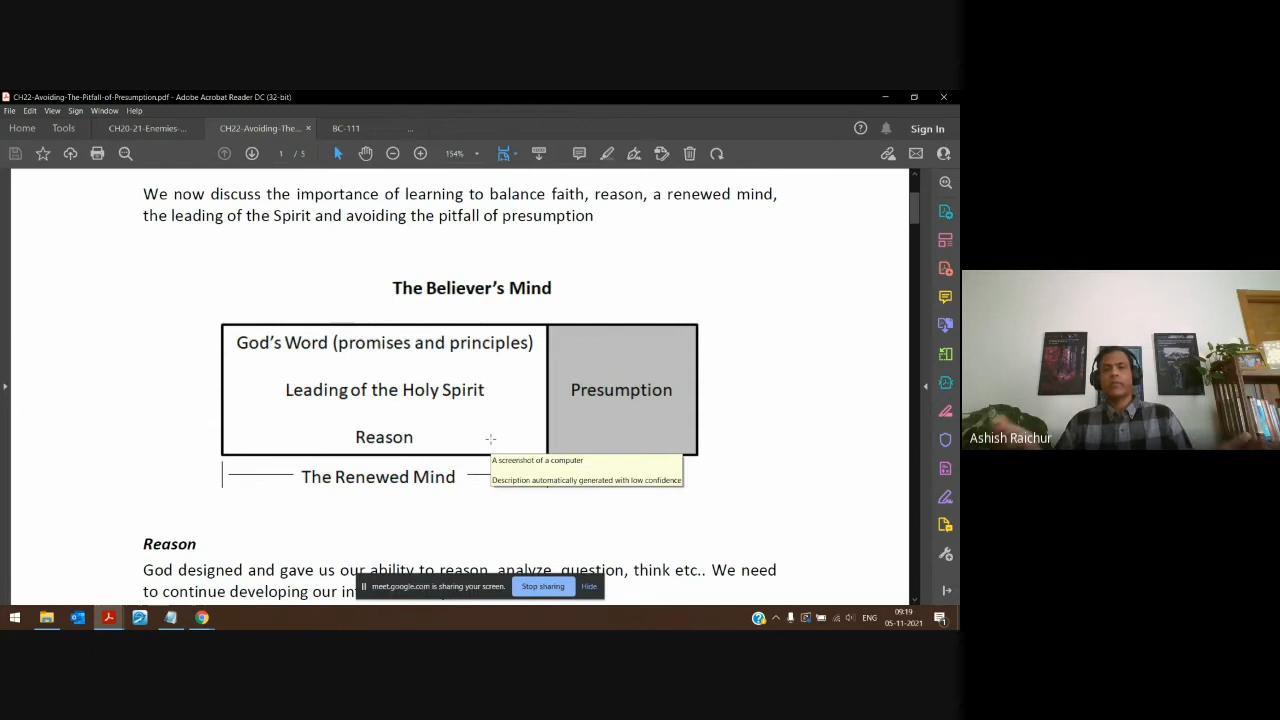 CH22-Avoiding-The-Pitfall-of-Presumption.pdf - Adobe Acrobat Reader DC (32-bit)
File Edit View Sign Window Help
Home Tools CH20-21-Enemies-... CH22-Avoiding-The... × BC-111 ... Sign In
1 / 5 154%
We now discuss the importance of learning to balance faith, reason, a renewed mind,
the leading of the Spirit and avoiding the pitfall of presumption
The Believer's Mind
God's Word (promises and principles)
Leading of the Holy Spirit
Presumption
Reason
A screenshot of a computer
Description automatically generated with low confidence
The Renewed Mind
Ashish Raichur
Reason
God designed and gave us our ability to reason, analyze, question, think etc.. We need
to continue developing our in
meet.google.com is sharing your screen. Stop sharing Hide
ENG
09:19
05-11-2021